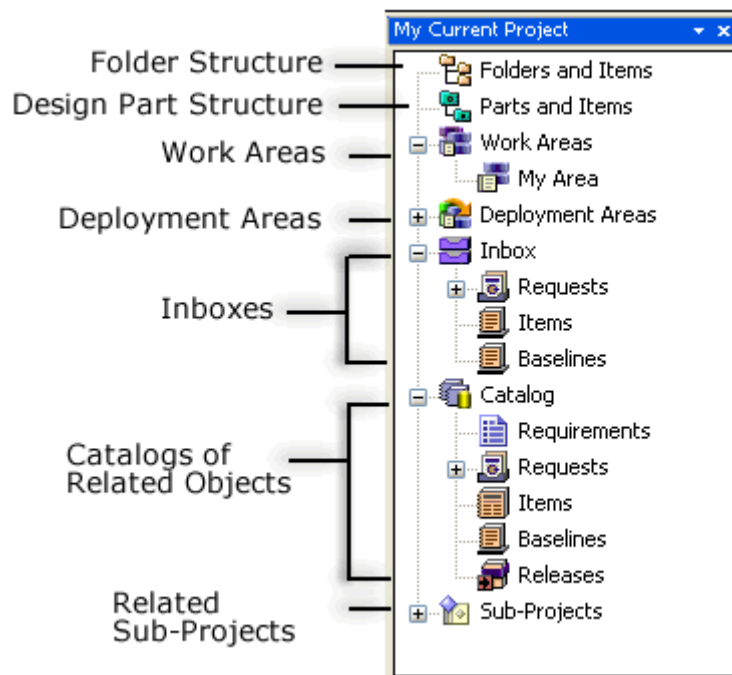 My Current Project
Folder Structure
Folders and Items
Design Part Structure
Parts and Items
Work Areas
Work Areas
My Area
Deployment Areas
Deployment Areas
Inboxes
Inbox
Requests
Items
Baselines
Catalogs of
Related Objects
Catalog
Requirements
Requests
Items
Baselines
Releases
Related
Sub-Projects
Sub-Projects